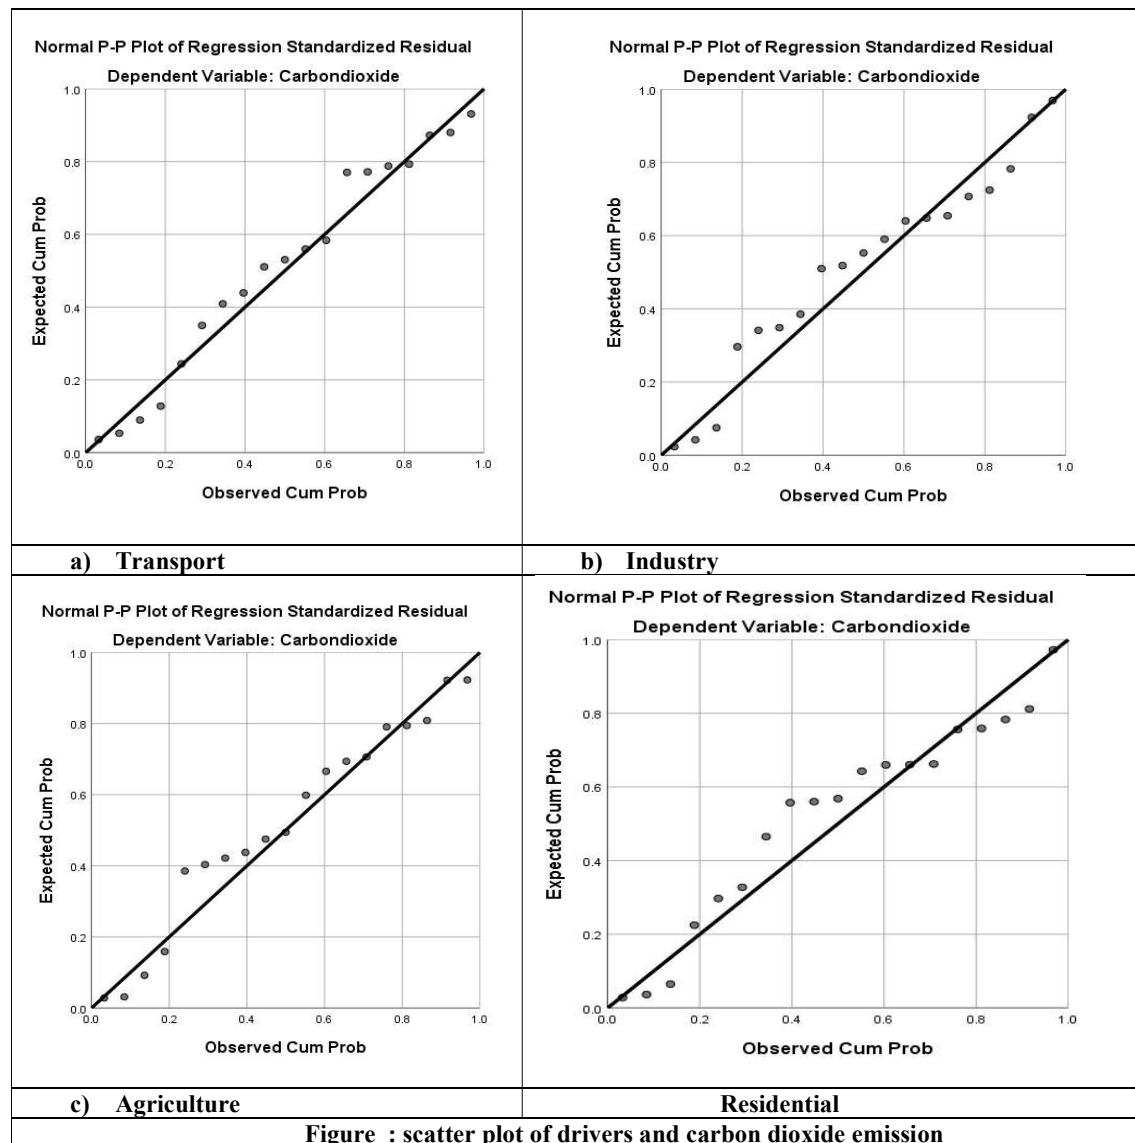 Normal P-P Plot of Regression Standardized Residual
Dependent Variable: Carbondioxide
1.0
0.8
0.6
0.4
0.2
0.0
Expected Cum Prob
0.0 0.2 0.4 0.6 0.8 1.0
Observed Cum Prob
Normal P-P Plot of Regression Standardized Residual
Dependent Variable: Carbondioxide
1.0
0.8
0.6
0.4
0.2
0.0
Expected Cum Prob
0.0 0.2 0.4 0.6 0.8 1.0
Observed Cum Prob
a) Transport
b) Industry
Normal P-P Plot of Regression Standardized Residual
Dependent Variable: Carbondioxide
1.0
0.8
0.6
0.4
0.2
0.0
Expected Cum Prob
0.0 0.2 0.4 0.6 0.8 1.0
Observed Cum Prob
Normal P-P Plot of Regression Standardized Residual
Dependent Variable: Carbondioxide
1.0
0.8
0.6
0.4
0.2
0.0
Expected Cum Prob
0.0 0.2 0.4 0.6 0.8 1.0
Observed Cum Prob
c) Agriculture
Residential
Figure : scatter plot of drivers and carbon dioxide emission